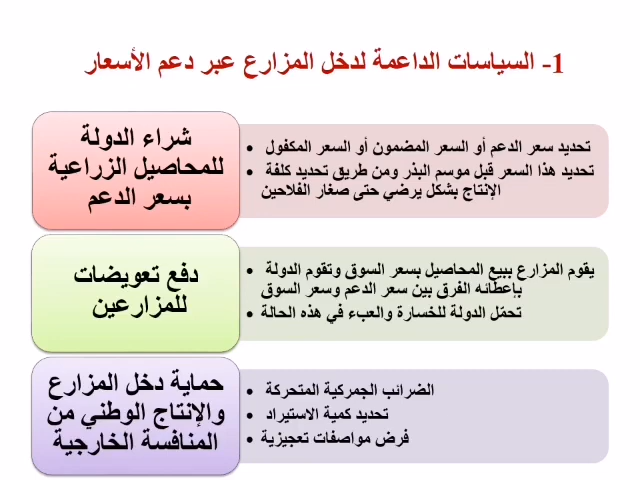 1- السياسات الداعمة لدخل المزارع عبر دعم الأسعار
شراء الدولة
للمحاصيل الزراعية
بسعر الدعم
• تحديد سعر الدعم أو السعر المضمون أو السعر المكفول
• تحديد هذا السعر قبل موسم البذر ومن طريق تحديد كلفة
الإنتاج بشكل يرضي حتى صغار الفلاحين
دفع تعويضات
للمزارعين
• يقوم المزارع ببيع المحاصيل بسعر السوق وتقوم الدولة
بإعطائه الفرق بين سعر الدعم وسعر السوق
• تحمّل الدولة للخسارة والعبء في هذه الحالة
حماية دخل المزارع
والإنتاج الوطني من
المنافسة الخارجية
• الضرائب الجمركية المتحركة
• تحديد كمية الاستيراد
• فرض مواصفات تعجيزية